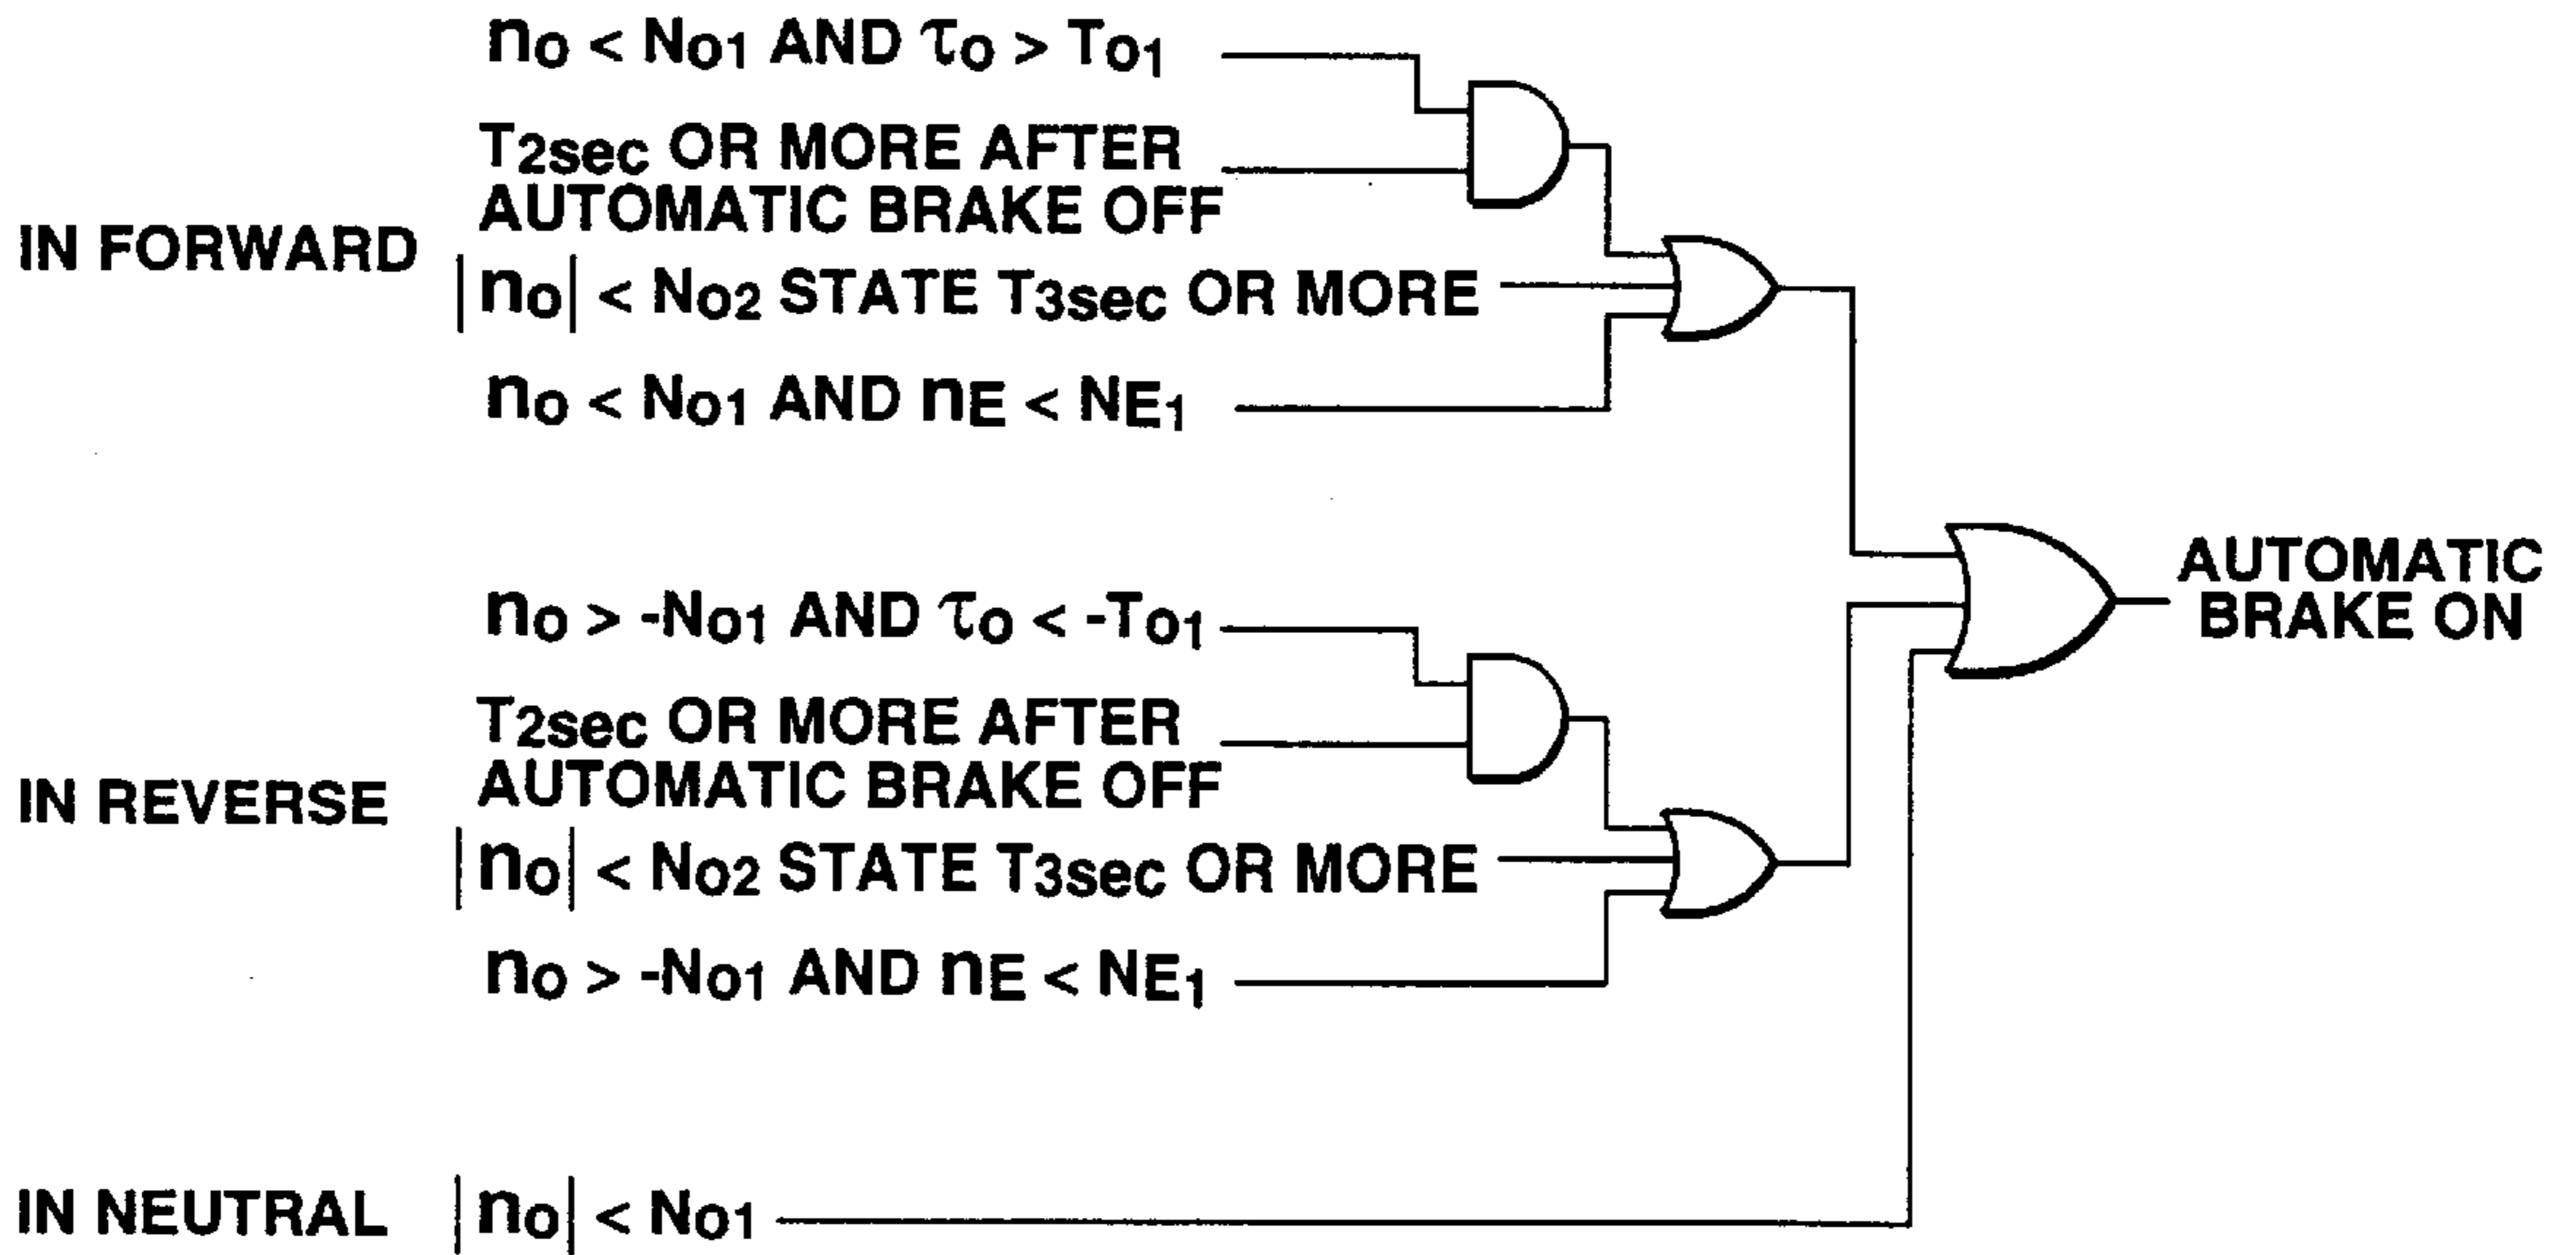 no < No1 AND τo > To1
T2sec OR MORE AFTER
AUTOMATIC BRAKE OFF
IN FORWARD
|no| < No2 STATE T3sec OR MORE
no < No1 AND nE < NE1
AUTOMATIC
BRAKE ON
no > -No1 AND τo < -To1
T2sec OR MORE AFTER
AUTOMATIC BRAKE OFF
IN REVERSE
|no| < No2 STATE T3sec OR MORE
no > -No1 AND nE < NE1
IN NEUTRAL |no| < No1